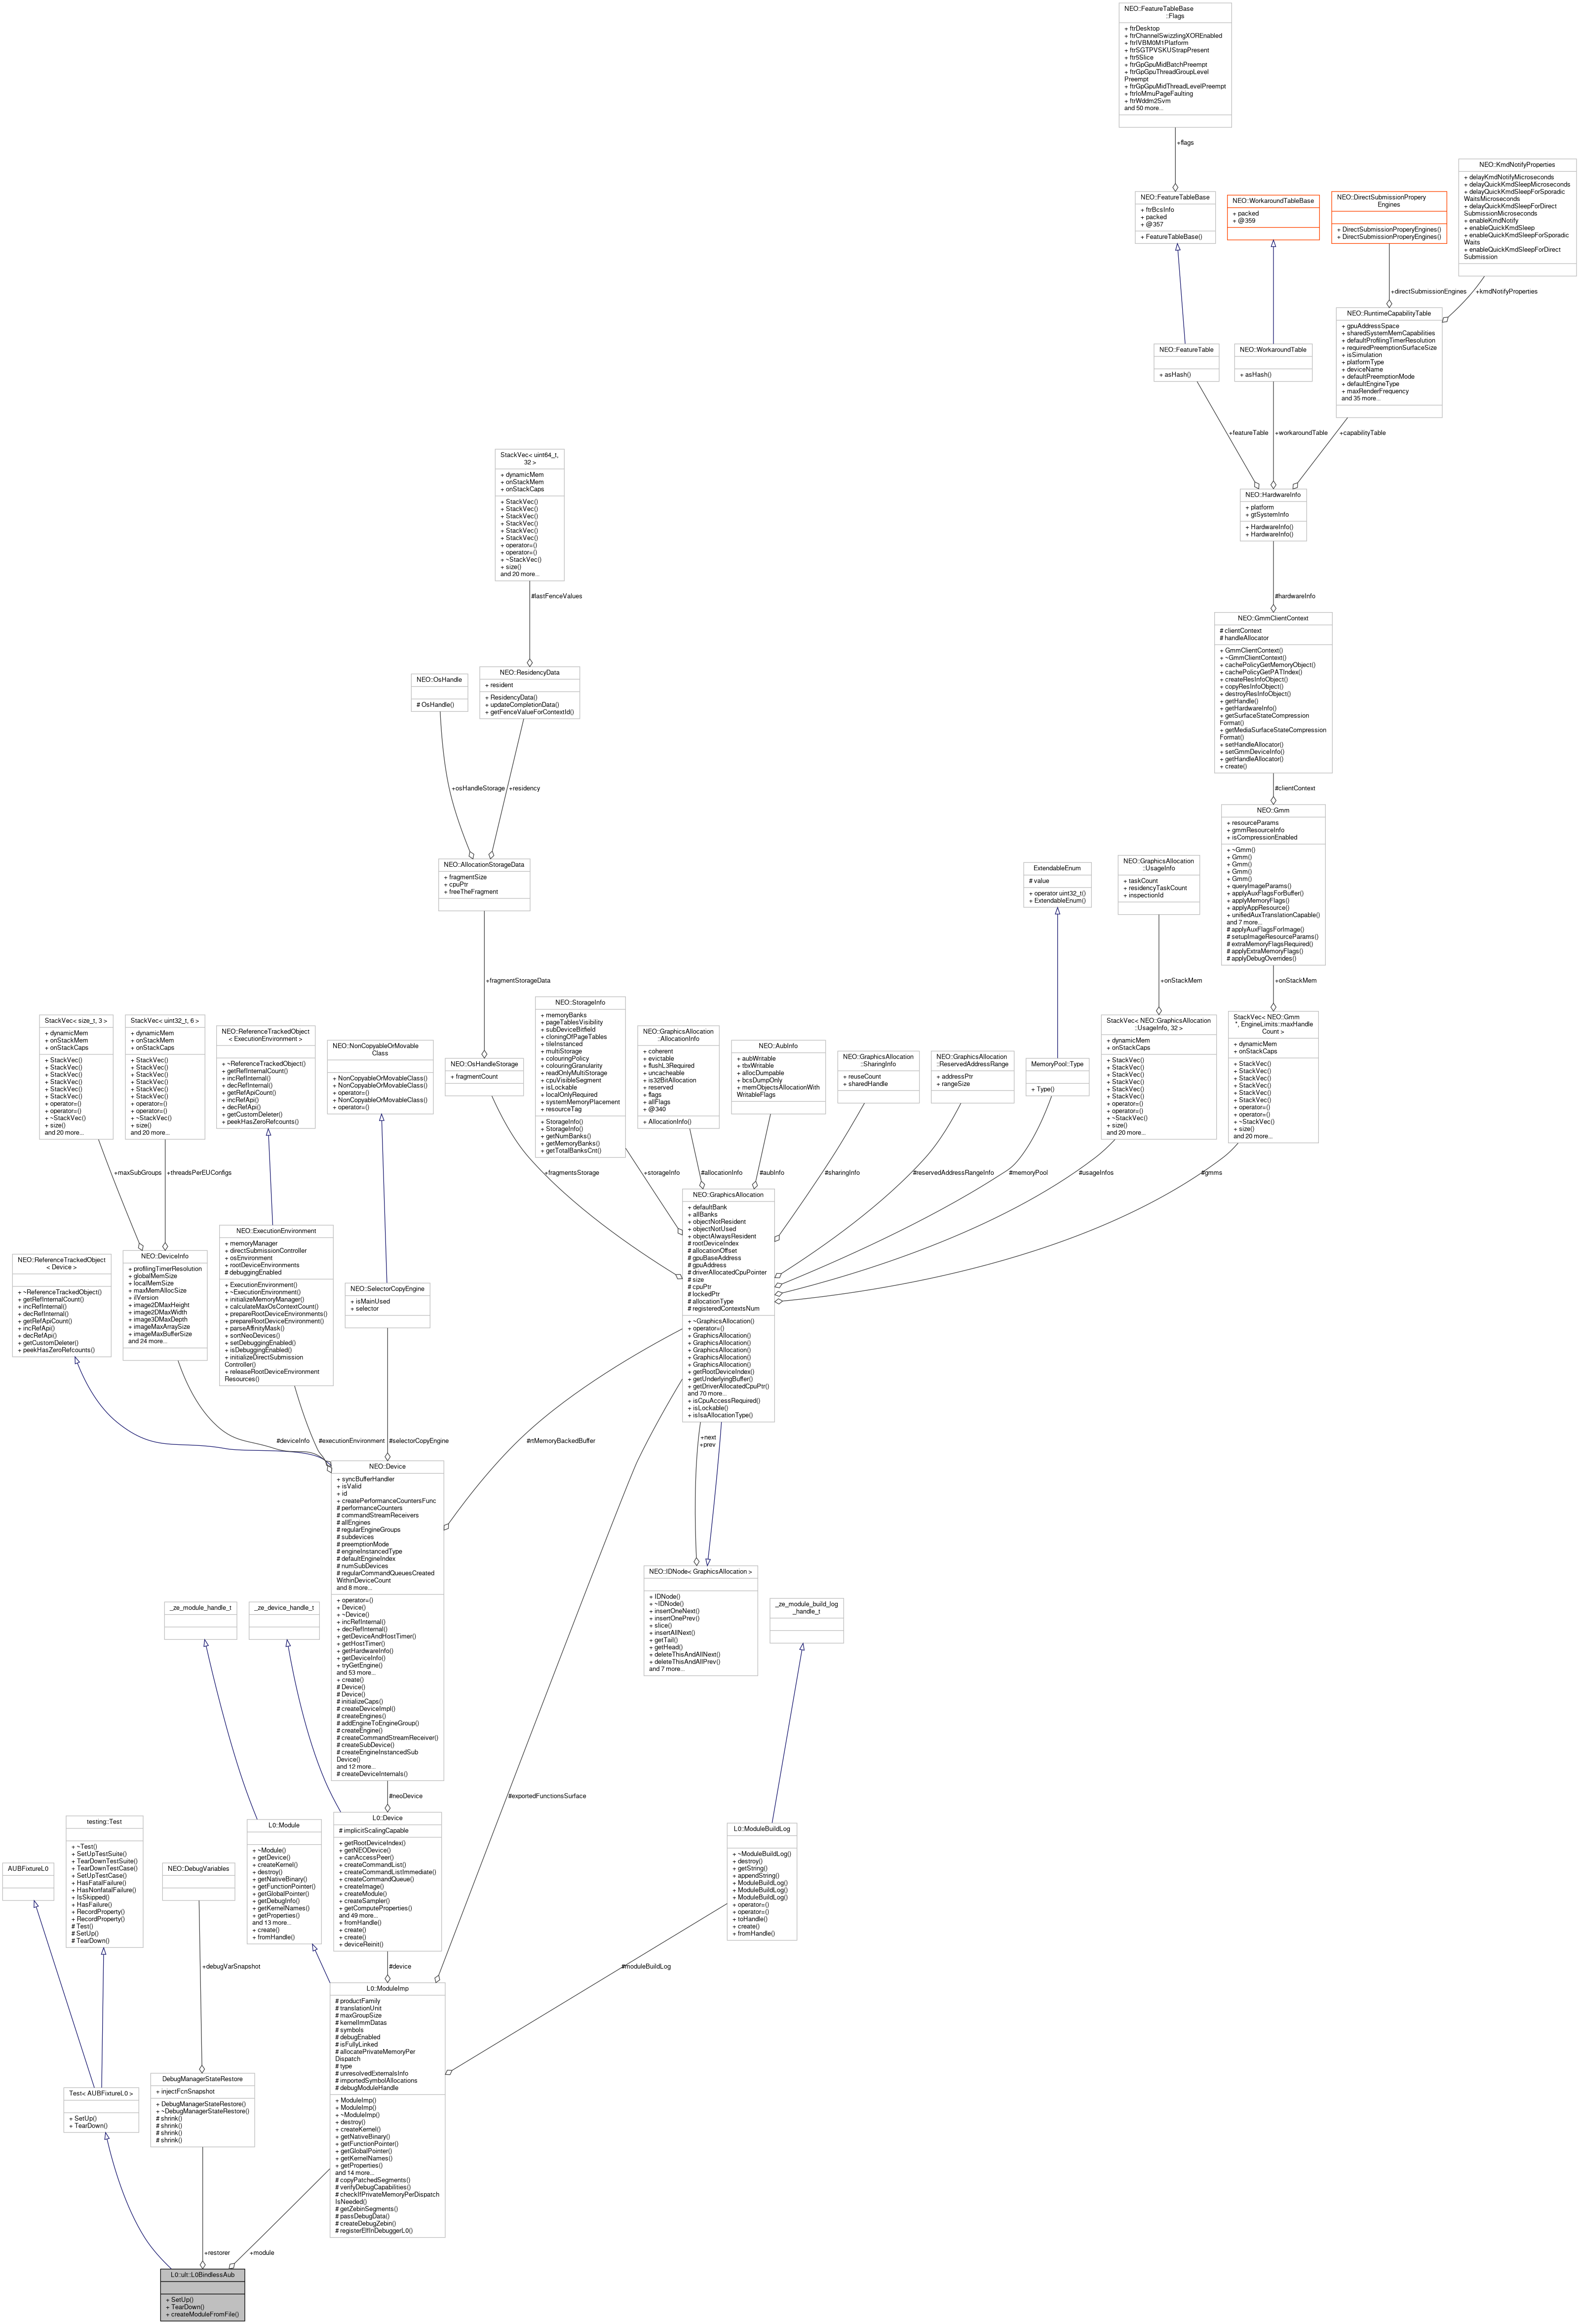 NEO::FeatureTableBase
::Flags
+ ftrDesktop
+ ftrChannelSwizzlingXOREnabled
+ ftrIVBM0M1Platform
+ ftrSGTPVSKUStrapPresent
+ ftr5Slice
+ ftrGpGpuMidBatchPreempt
+ ftrGpGpuThreadGroupLevel
Preempt
+ ftrGpGpuMidThreadLevelPreempt
+ ftrIoMmuPageFaulting
+ ftrWddm2Svm
and 50 more...
+flags
NEO::KmdNotifyProperties
+ delayKmdNotifyMicroseconds
+ delayQuickKmdSleepMicroseconds
+ delayQuickKmdSleepForSporadic
WaitsMicroseconds
+ delayQuickKmdSleepForDirect
SubmissionMicroseconds
+ enableKmdNotify
+ enableQuickKmdSleep
+ enableQuickKmdSleepForSporadic
Waits
+ enableQuickKmdSleepForDirect
Submission
NEO::FeatureTableBase
+ ftrBcsInfo
+ packed
+ @357
+ FeatureTableBase()
NEO::WorkaroundTableBase
+ packed
+ @359
NEO::DirectSubmissionPropery
Engines
+ DirectSubmissionProperyEngines()
+ DirectSubmissionProperyEngines()
+directSubmissionEngines
+kmdNotifyProperties
NEO::RuntimeCapabilityTable
+ gpuAddressSpace
+ sharedSystemMemCapabilities
+ defaultProfilingTimerResolution
+ requiredPreemptionSurfaceSize
+ isSimulation
+ platformType
+ deviceName
+ defaultPreemptionMode
+ defaultEngineType
+ maxRenderFrequency
and 35 more...
NEO::FeatureTable
+ asHash()
NEO::WorkaroundTable
+ asHash()
+featureTable
+workaroundTable
+capabilityTable
StackVec< uint64_t,
32 >
+ dynamicMem
+ onStackMem
+ onStackCaps
+ StackVec()
+ StackVec()
+ StackVec()
+ StackVec()
+ StackVec()
+ StackVec()
+ operator=()
+ operator=()
+ ~StackVec()
+ size()
and 20 more...
NEO::HardwareInfo
+ platform
+ gtSystemInfo
+ HardwareInfo()
+ HardwareInfo()
#lastFenceValues
#hardwareInfo
NEO::GmmClientContext
# clientContext
# handleAllocator
+ GmmClientContext()
+ ~GmmClientContext()
+ cachePolicyGetMemoryObject()
+ cachePolicyGetPATIndex()
+ createResInfoObject()
+ copyResInfoObject()
+ destroyResInfoObject()
+ getHandle()
+ getHardwareInfo()
+ getSurfaceStateCompression
Format()
+ getMediaSurfaceStateCompression
Format()
+ setHandleAllocator()
+ setGmmDeviceInfo()
+ getHandleAllocator()
+ create()
NEO::OsHandle
# OsHandle()
NEO::ResidencyData
+ resident
+ ResidencyData()
+ updateCompletionData()
+ getFenceValueForContextId()
+osHandleStorage
+residency
#clientContext
NEO::Gmm
+ resourceParams
+ gmmResourceInfo
+ isCompressionEnabled
+ ~Gmm()
+ Gmm()
+ Gmm()
+ Gmm()
+ Gmm()
+ queryImageParams()
+ applyAuxFlagsForBuffer()
+ applyMemoryFlags()
+ applyAppResource()
+ unifiedAuxTranslationCapable()
and 7 more...
# applyAuxFlagsForImage()
# setupImageResourceParams()
# extraMemoryFlagsRequired()
# applyExtraMemoryFlags()
# applyDebugOverrides()
NEO::AllocationStorageData
+ fragmentSize
+ cpuPtr
+ freeTheFragment
ExtendableEnum
# value
+ operator uint32_t()
+ ExtendableEnum()
NEO::GraphicsAllocation
::UsageInfo
+ taskCount
+ residencyTaskCount
+ inspectionId
+fragmentStorageData
+onStackMem
+onStackMem
StackVec< size_t, 3 >
+ dynamicMem
+ onStackMem
+ onStackCaps
+ StackVec()
+ StackVec()
+ StackVec()
+ StackVec()
+ StackVec()
+ StackVec()
+ operator=()
+ operator=()
+ ~StackVec()
+ size()
and 20 more...
StackVec< uint32_t, 6 >
+ dynamicMem
+ onStackMem
+ onStackCaps
+ StackVec()
+ StackVec()
+ StackVec()
+ StackVec()
+ StackVec()
+ StackVec()
+ operator=()
+ operator=()
+ ~StackVec()
+ size()
and 20 more...
NEO::ReferenceTrackedObject
< ExecutionEnvironment >
+ ~ReferenceTrackedObject()
+ getRefInternalCount()
+ incRefInternal()
+ decRefInternal()
+ getRefApiCount()
+ incRefApi()
+ decRefApi()
+ getCustomDeleter()
+ peekHasZeroRefcounts()
NEO::NonCopyableOrMovable
Class
+ NonCopyableOrMovableClass()
+ NonCopyableOrMovableClass()
+ operator=()
+ NonCopyableOrMovableClass()
+ operator=()
NEO::OsHandleStorage
+ fragmentCount
NEO::StorageInfo
+ memoryBanks
+ pageTablesVisibility
+ subDeviceBitfield
+ cloningOfPageTables
+ tileInstanced
+ multiStorage
+ colouringPolicy
+ colouringGranularity
+ readOnlyMultiStorage
+ cpuVisibleSegment
+ isLockable
+ localOnlyRequired
+ systemMemoryPlacement
+ resourceTag
+ StorageInfo()
+ StorageInfo()
+ getNumBanks()
+ getMemoryBanks()
+ getTotalBanksCnt()
NEO::GraphicsAllocation
::AllocationInfo
+ coherent
+ evictable
+ flushL3Required
+ uncacheable
+ is32BitAllocation
+ reserved
+ flags
+ allFlags
+ @340
+ AllocationInfo()
NEO::AubInfo
+ aubWritable
+ tbxWritable
+ allocDumpable
+ bcsDumpOnly
+ memObjectsAllocationWith
WritableFlags
NEO::GraphicsAllocation
::SharingInfo
+ reuseCount
+ sharedHandle
NEO::GraphicsAllocation
::ReservedAddressRange
+ addressPtr
+ rangeSize
MemoryPool::Type
+ Type()
StackVec< NEO::GraphicsAllocation
::UsageInfo, 32 >
+ dynamicMem
+ onStackCaps
+ StackVec()
+ StackVec()
+ StackVec()
+ StackVec()
+ StackVec()
+ StackVec()
+ operator=()
+ operator=()
+ ~StackVec()
+ size()
and 20 more...
StackVec< NEO::Gmm
*, EngineLimits::maxHandle
Count >
+ dynamicMem
+ onStackCaps
+ StackVec()
+ StackVec()
+ StackVec()
+ StackVec()
+ StackVec()
+ StackVec()
+ operator=()
+ operator=()
+ ~StackVec()
+ size()
and 20 more...
+maxSubGroups
+threadsPerEUConfigs
+fragmentsStorage
+storageInfo
#allocationInfo
#aubInfo
#sharingInfo
#reservedAddressRangeInfo
#memoryPool
#usageInfos
#gmms
NEO::GraphicsAllocation
+ defaultBank
+ allBanks
+ objectNotResident
+ objectNotUsed
+ objectAlwaysResident
# rootDeviceIndex
# allocationOffset
# gpuBaseAddress
# gpuAddress
# driverAllocatedCpuPointer
# size
# cpuPtr
# lockedPtr
# allocationType
# registeredContextsNum
+ ~GraphicsAllocation()
+ operator=()
+ GraphicsAllocation()
+ GraphicsAllocation()
+ GraphicsAllocation()
+ GraphicsAllocation()
+ GraphicsAllocation()
+ getRootDeviceIndex()
+ getUnderlyingBuffer()
+ getDriverAllocatedCpuPtr()
and 70 more...
+ isCpuAccessRequired()
+ isLockable()
+ isIsaAllocationType()
NEO::ReferenceTrackedObject
< Device >
+ ~ReferenceTrackedObject()
+ getRefInternalCount()
+ incRefInternal()
+ decRefInternal()
+ getRefApiCount()
+ incRefApi()
+ decRefApi()
+ getCustomDeleter()
+ peekHasZeroRefcounts()
NEO::DeviceInfo
+ profilingTimerResolution
+ globalMemSize
+ localMemSize
+ maxMemAllocSize
+ ilVersion
+ image2DMaxHeight
+ image2DMaxWidth
+ image3DMaxDepth
+ imageMaxArraySize
+ imageMaxBufferSize
and 24 more...
NEO::ExecutionEnvironment
+ memoryManager
+ directSubmissionController
+ osEnvironment
+ rootDeviceEnvironments
# debuggingEnabled
+ ExecutionEnvironment()
+ ~ExecutionEnvironment()
+ initializeMemoryManager()
+ calculateMaxOsContextCount()
+ prepareRootDeviceEnvironments()
+ prepareRootDeviceEnvironment()
+ parseAffinityMask()
+ sortNeoDevices()
+ setDebuggingEnabled()
+ isDebuggingEnabled()
+ initializeDirectSubmission
Controller()
+ releaseRootDeviceEnvironment
Resources()
NEO::SelectorCopyEngine
+ isMainUsed
+ selector
#deviceInfo
#executionEnvironment
#selectorCopyEngine
#rtMemoryBackedBuffer
+next
+prev
NEO::Device
+ syncBufferHandler
+ isValid
+ id
+ createPerformanceCountersFunc
# performanceCounters
# commandStreamReceivers
# allEngines
# regularEngineGroups
# subdevices
# preemptionMode
# engineInstancedType
# defaultEngineIndex
# numSubDevices
# regularCommandQueuesCreated
WithinDeviceCount
and 8 more...
+ operator=()
+ Device()
+ ~Device()
+ incRefInternal()
+ decRefInternal()
+ getDeviceAndHostTimer()
+ getHostTimer()
+ getHardwareInfo()
+ getDeviceInfo()
+ tryGetEngine()
and 53 more...
+ create()
# Device()
# Device()
# initializeCaps()
# createDeviceImpl()
# createEngines()
# addEngineToEngineGroup()
# createEngine()
# createCommandStreamReceiver()
# createSubDevice()
# createEngineInstancedSub
Device()
and 12 more...
# createDeviceInternals()
NEO::IDNode< GraphicsAllocation >
+ IDNode()
+ ~IDNode()
+ insertOneNext()
+ insertOnePrev()
+ slice()
+ insertAllNext()
+ getTail()
+ getHead()
+ deleteThisAndAllNext()
+ deleteThisAndAllPrev()
and 7 more...
_ze_module_handle_t
_ze_device_handle_t
_ze_module_build_log
_handle_t
#neoDevice
#exportedFunctionsSurface
testing::Test
+ ~Test()
+ SetUpTestSuite()
+ TearDownTestSuite()
+ TearDownTestCase()
+ SetUpTestCase()
+ HasFatalFailure()
+ HasNonfatalFailure()
+ IsSkipped()
+ HasFailure()
+ RecordProperty()
+ RecordProperty()
# Test()
# SetUp()
# TearDown()
AUBFixtureL0
NEO::DebugVariables
L0::Module
+ ~Module()
+ getDevice()
+ createKernel()
+ destroy()
+ getNativeBinary()
+ getFunctionPointer()
+ getGlobalPointer()
+ getDebugInfo()
+ getKernelNames()
+ getProperties()
and 13 more...
+ create()
+ fromHandle()
L0::Device
# implicitScalingCapable
+ getRootDeviceIndex()
+ getNEODevice()
+ canAccessPeer()
+ createCommandList()
+ createCommandListImmediate()
+ createCommandQueue()
+ createImage()
+ createModule()
+ createSampler()
+ getComputeProperties()
and 49 more...
+ fromHandle()
+ create()
+ create()
+ deviceReinit()
L0::ModuleBuildLog
+ ~ModuleBuildLog()
+ destroy()
+ getString()
+ appendString()
+ ModuleBuildLog()
+ ModuleBuildLog()
+ ModuleBuildLog()
+ operator=()
+ operator=()
+ toHandle()
+ create()
+ fromHandle()
+debugVarSnapshot
#device
#moduleBuildLog
L0::ModuleImp
# productFamily
# translationUnit
# maxGroupSize
# kernelImmDatas
# symbols
# debugEnabled
# isFullyLinked
# allocatePrivateMemoryPer
Dispatch
# type
# unresolvedExternalsInfo
# importedSymbolAllocations
# debugModuleHandle
+ ModuleImp()
+ ModuleImp()
+ ~ModuleImp()
+ destroy()
+ createKernel()
+ getNativeBinary()
+ getFunctionPointer()
+ getGlobalPointer()
+ getKernelNames()
+ getProperties()
and 14 more...
# copyPatchedSegments()
# verifyDebugCapabilities()
# checkIfPrivateMemoryPerDispatch
IsNeeded()
# getZebinSegments()
# passDebugData()
# createDebugZebin()
# registerElfInDebuggerL0()
Test< AUBFixtureL0 >
+ SetUp()
+ TearDown()
DebugManagerStateRestore
+ injectFcnSnapshot
+ DebugManagerStateRestore()
+ ~DebugManagerStateRestore()
# shrink()
# shrink()
# shrink()
# shrink()
+restorer
+module
L0::ult::L0BindlessAub
+ SetUp()
+ TearDown()
+ createModuleFromFile()